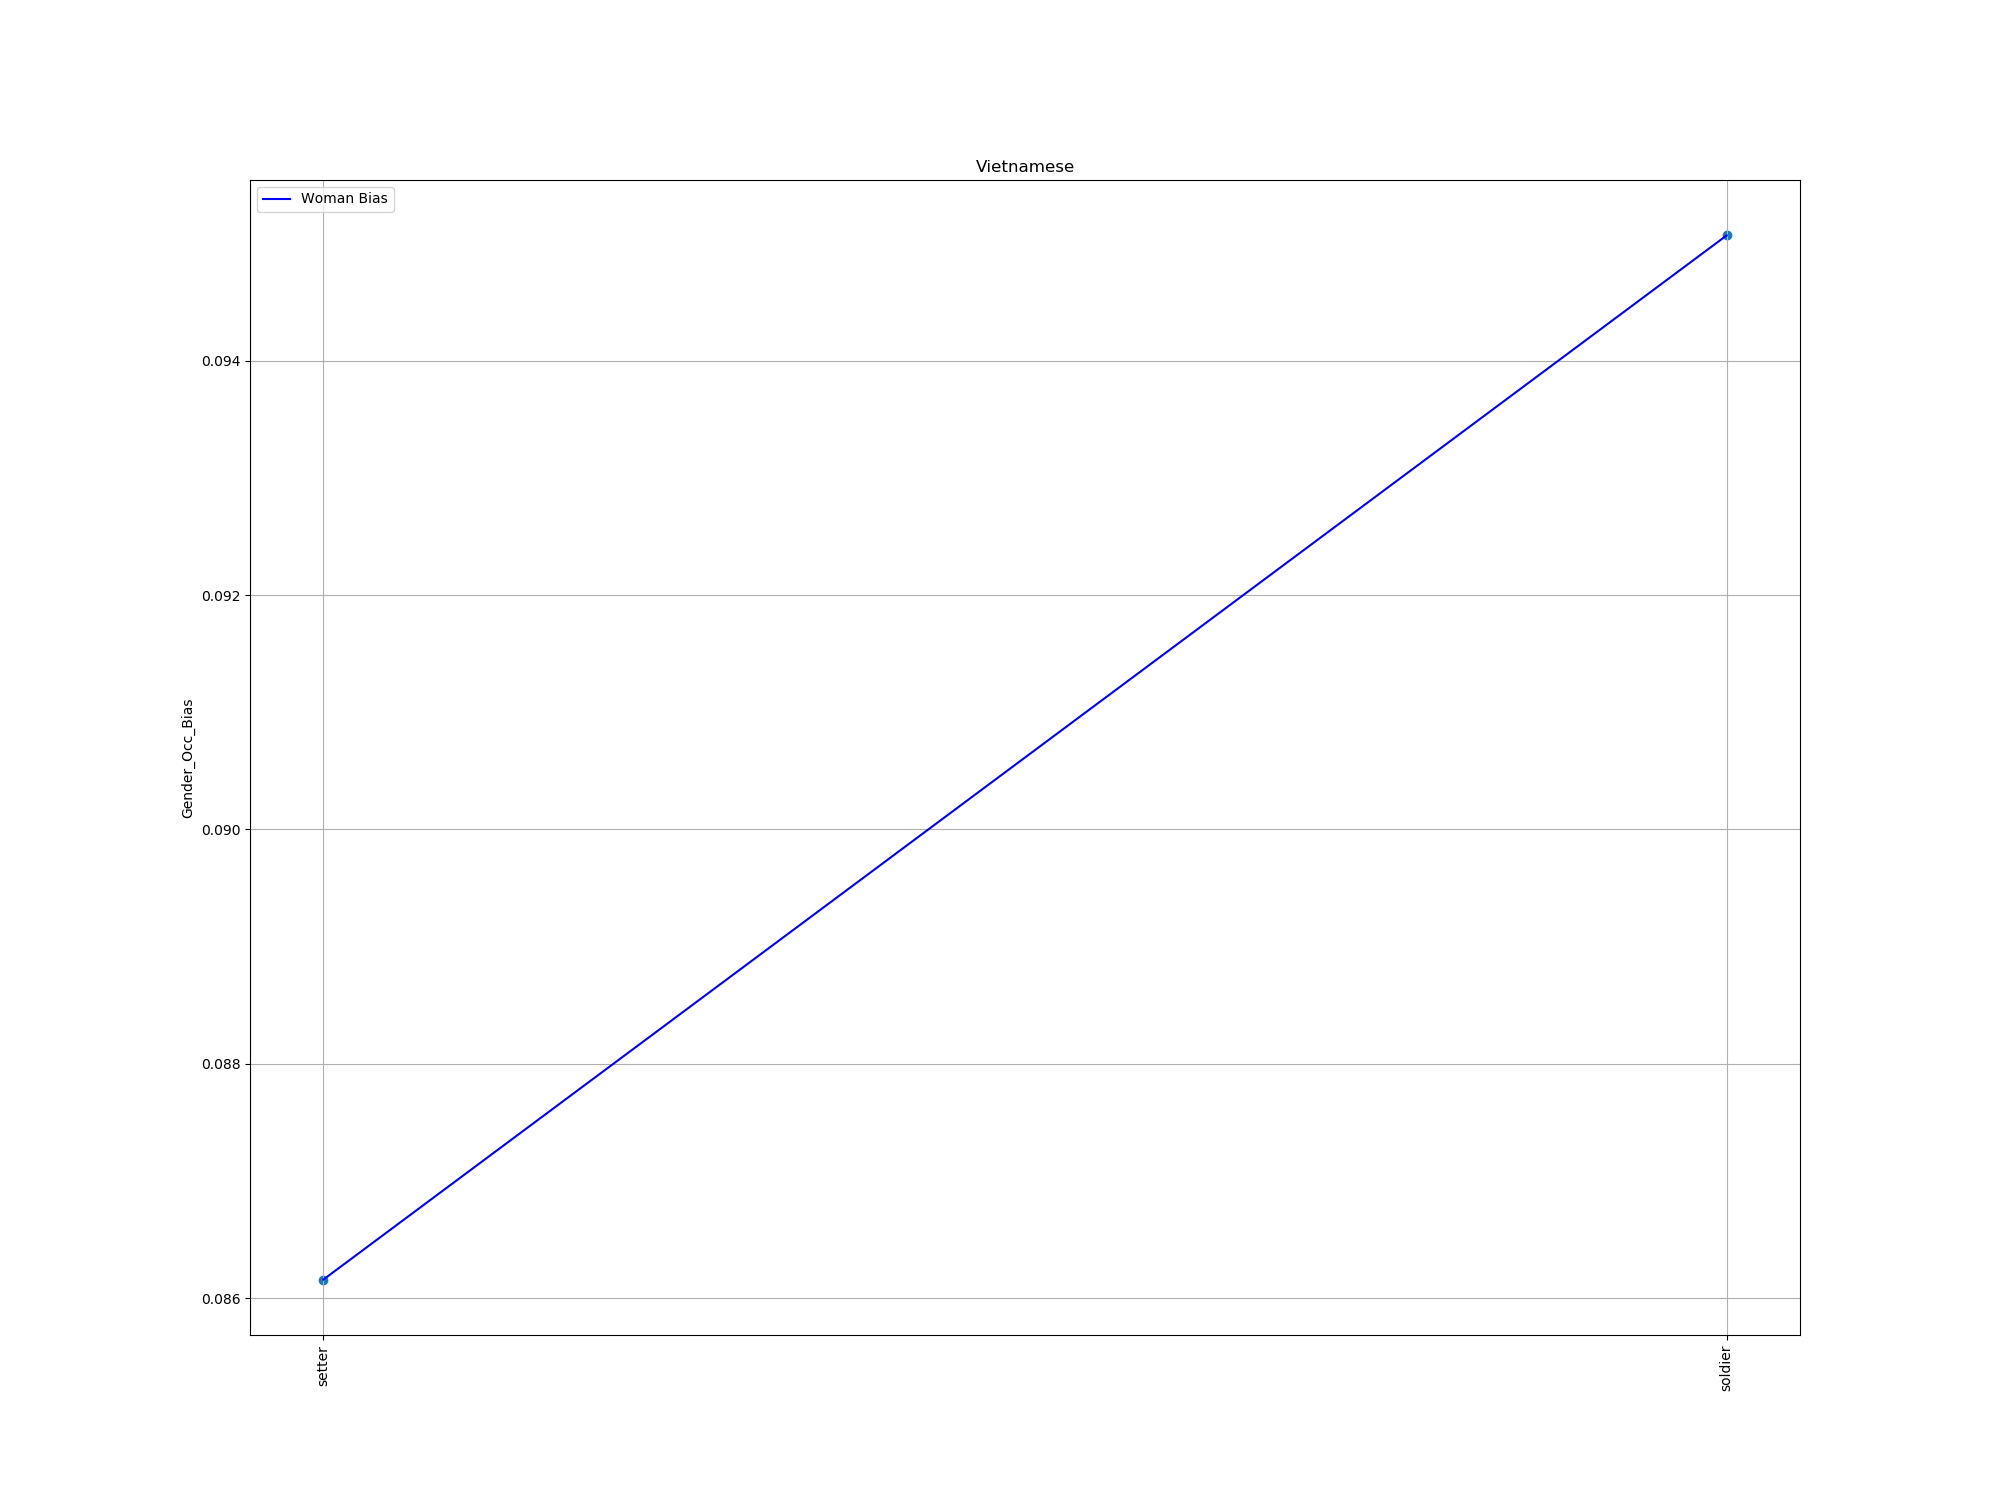 Vietnamese
Woman Bias
0.094
0.092
0.090
0.088
0.086
Gender_Occ_Bias
setter
soldier